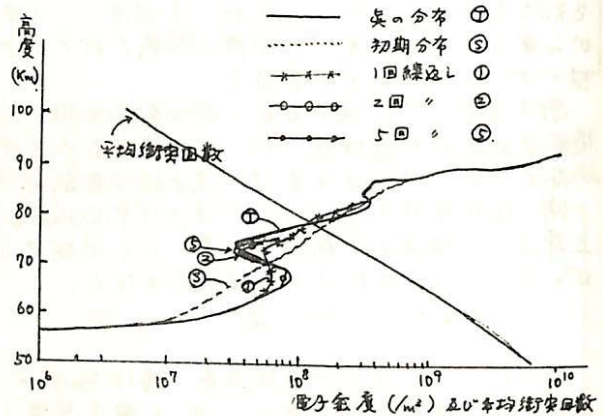 真の分布 Ⓣ
初期分布 Ⓢ
1回繰返し ①
2回 〃 ②
5回 〃 ⑤
高度
(Km)
100
90
80
70
60
50
平均衝突回数
Ⓣ
⑤
②
Ⓢ
①
10⁶ 10⁷ 10⁸ 10⁹ 10¹⁰
電子密度 (/m³) 及び平均衝突回数